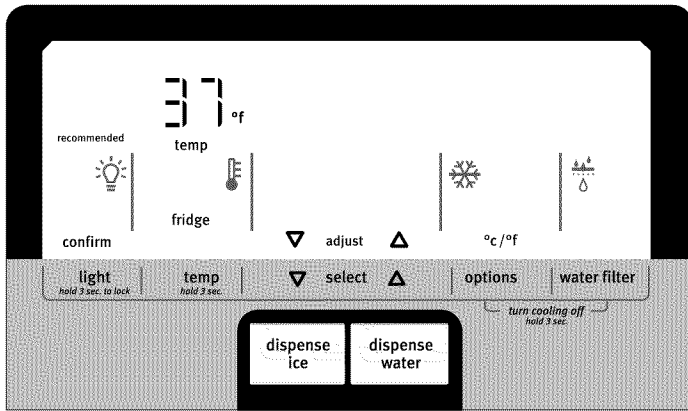 37 °f
recommended
temp
fridge
confirm
adjust
°c/°f
light
hold 3 sec. to lock
temp
hold 3 sec.
select
options
water filter
turn cooling off
hold 3 sec.
dispense
ice
dispense
water